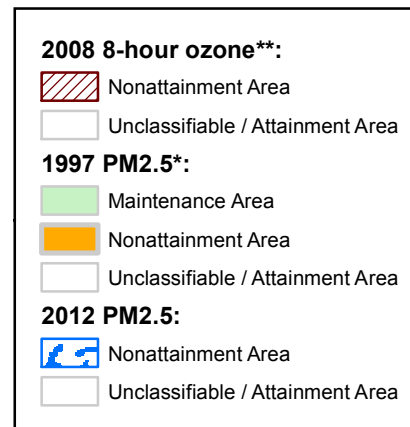 2008 8-hour ozone**:
Nonattainment Area
Unclassifiable / Attainment Area
1997 PM2.5*:
Maintenance Area
Nonattainment Area
Unclassifiable / Attainment Area
2012 PM2.5:
Nonattainment Area
Unclassifiable / Attainment Area